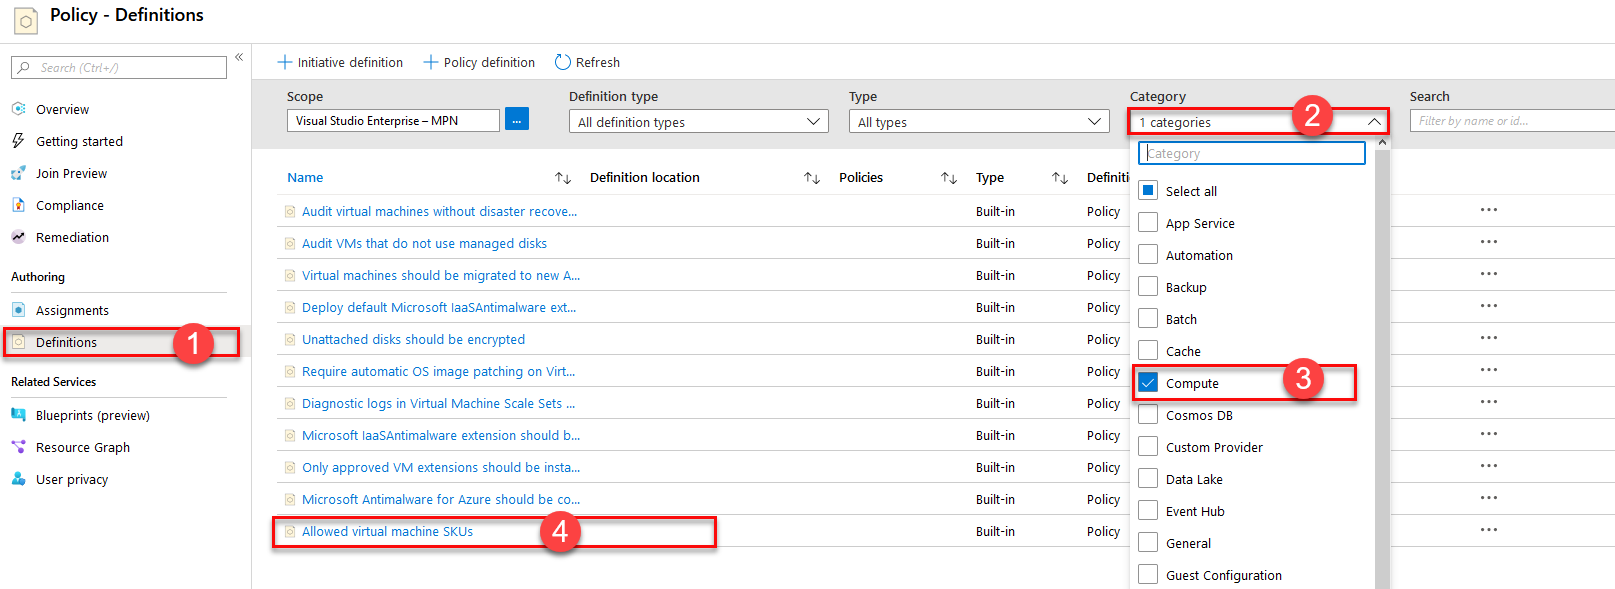 Policy - Definitions
Search (Ctrl+/)
«
Overview
Getting started
Join Preview
Compliance
Remediation
Authoring
Assignments
Definitions
1
Related Services
Blueprints (preview)
Resource Graph
User privacy
+ Initiative definition + Policy definition Refresh
Scope Definition type Type Category Search
Visual Studio Enterprise – MPN ... All definition types All types 1 categories 2 Filter by name or id...
Name Definition location Policies Type Definiti
Audit virtual machines without disaster recove... Built-in Policy ...
Audit VMs that do not use managed disks Built-in Policy ...
Virtual machines should be migrated to new A... Built-in Policy ...
Deploy default Microsoft IaaSAntimalware ext... Built-in Policy ...
Unattached disks should be encrypted Built-in Policy ...
Require automatic OS image patching on Virt... Built-in Policy ...
Diagnostic logs in Virtual Machine Scale Sets ... Built-in Policy ...
Microsoft IaaSAntimalware extension should b... Built-in Policy ...
Only approved VM extensions should be insta... Built-in Policy ...
Microsoft Antimalware for Azure should be co... Built-in Policy ...
Allowed virtual machine SKUs 4 Built-in Policy ...
Category
Select all
App Service
Automation
Backup
Batch
Cache
Compute 3
Cosmos DB
Custom Provider
Data Lake
Event Hub
General
Guest Configuration